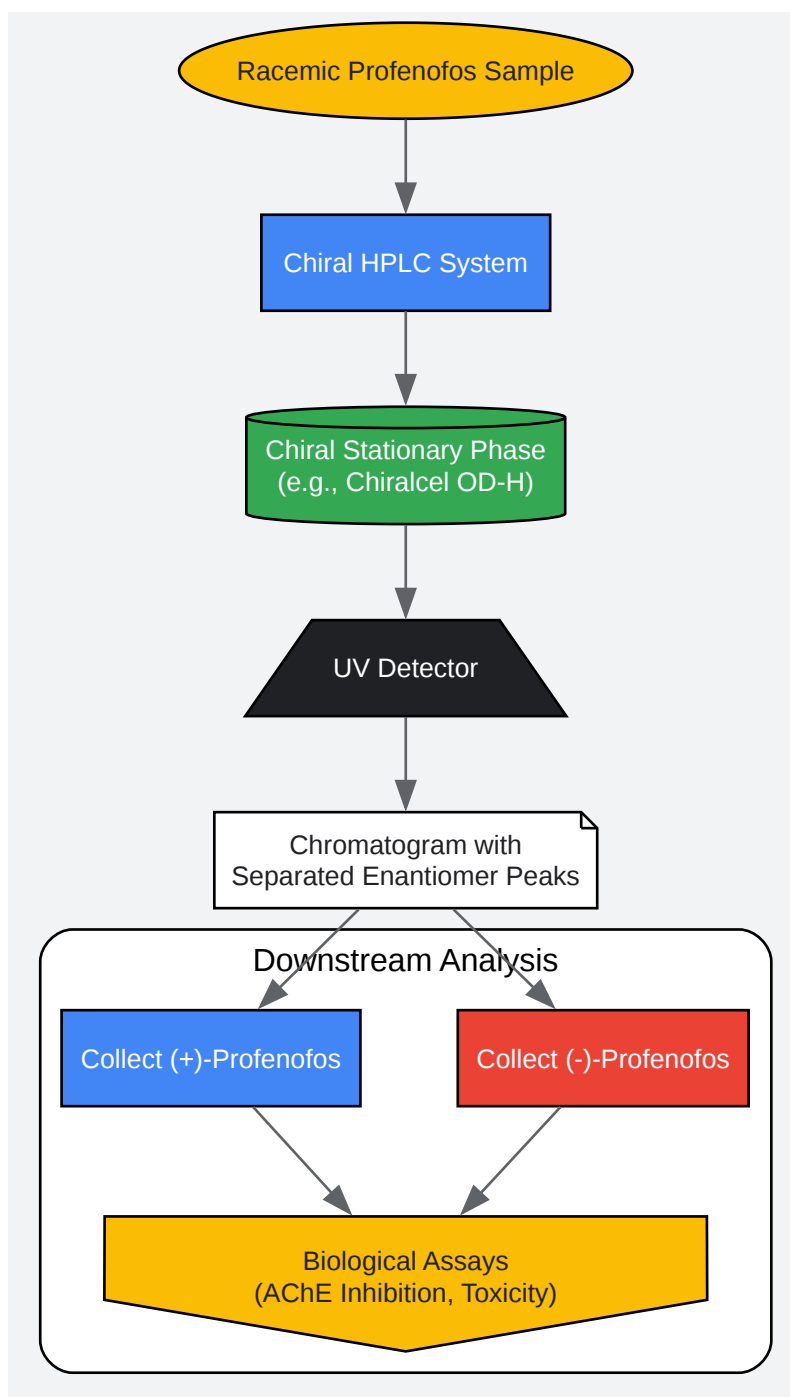 Racemic Profenofos Sample
Chiral HPLC System
Chiral Stationary Phase
(e.g., Chiralcel OD-H)
UV Detector
Chromatogram with
Separated Enantiomer Peaks
Downstream Analysis
Collect (+)-Profenofos
Collect (-)-Profenofos
Biological Assays
(AChE Inhibition, Toxicity)